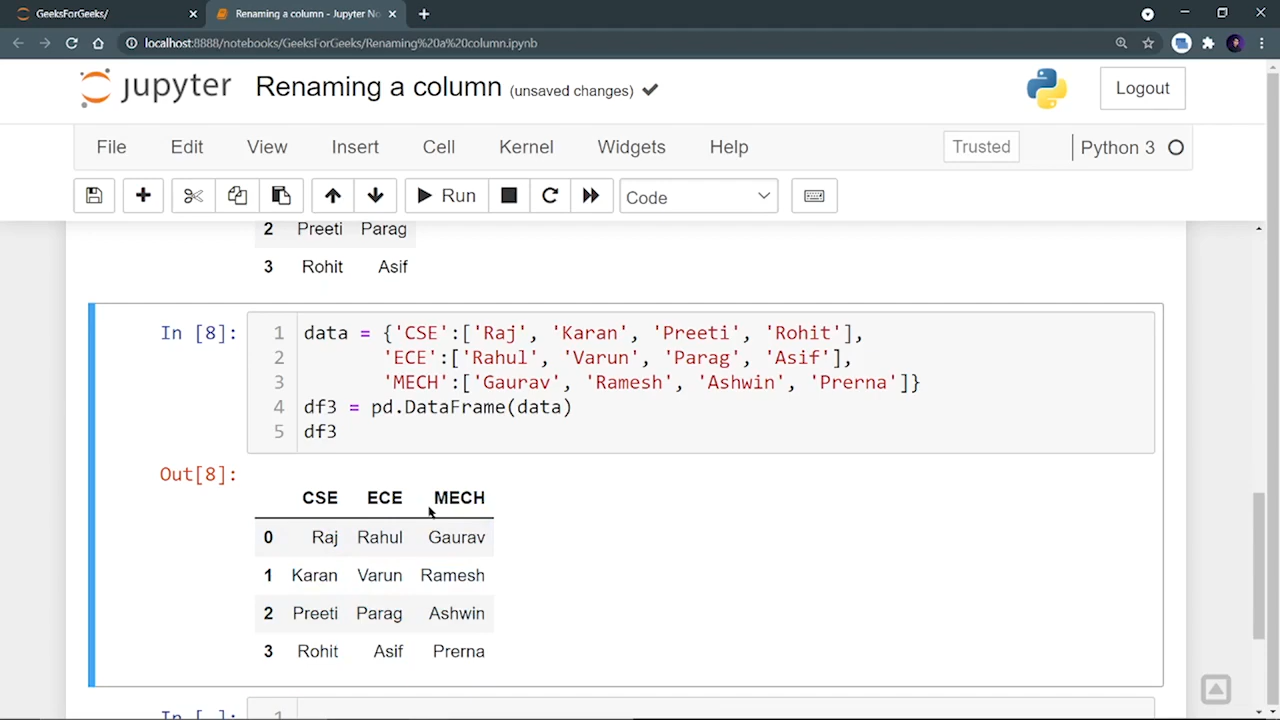 GeeksForGeeks/
Renaming a column - Jupyter No
localhost:8888/notebooks/GeeksForGeeks/Renaming%20a%20column.ipynb
jupyter Renaming a column (unsaved changes)
Logout
File Edit View Insert Cell Kernel Widgets Help Trusted Python 3
Run Code
2 Preeti Parag
3 Rohit Asif
In [8]:
1 data = {'CSE':['Raj', 'Karan', 'Preeti', 'Rohit'],
2 'ECE':['Rahul', 'Varun', 'Parag', 'Asif'],
3 'MECH':['Gaurav', 'Ramesh', 'Ashwin', 'Prerna']}
4 df3 = pd.DataFrame(data)
5 df3
Out[8]:
CSE ECE MECH
0 Raj Rahul Gaurav
1 Karan Varun Ramesh
2 Preeti Parag Ashwin
3 Rohit Asif Prerna
In [ ]: 1